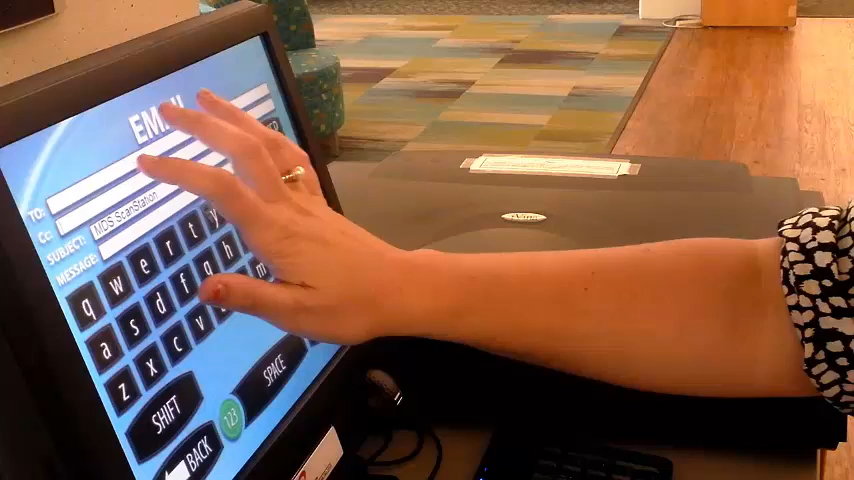 EMAIL
TO:
Cc:
SUBJECT: MDS ScanStation
MESSAGE:
q w e r t y
a s d f g h
z x c v m
SHIFT 123 SPACE
BACK